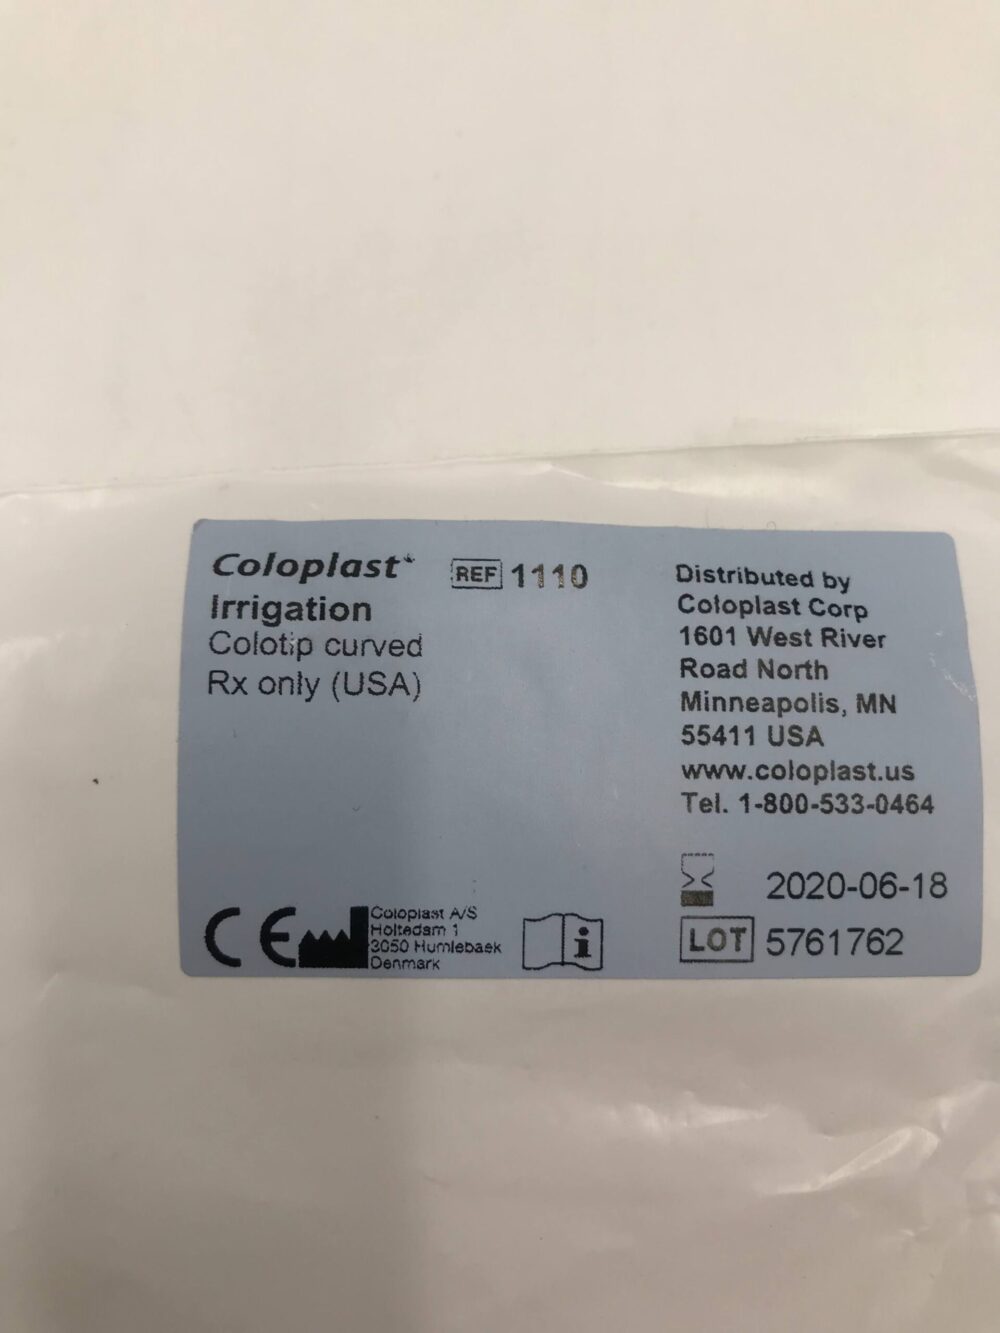 Coloplast
REF 1110
Irrigation
Colotip curved
Rx only (USA)
Distributed by
Coloplast Corp
1601 West River
Road North
Minneapolis, MN
55411 USA
www.coloplast.us
Tel. 1-800-533-0464
2020-06-18
LOT 5761762
CE
Coloplast A/S
Holtedam 1
3050 Humlebaek
Denmark
i